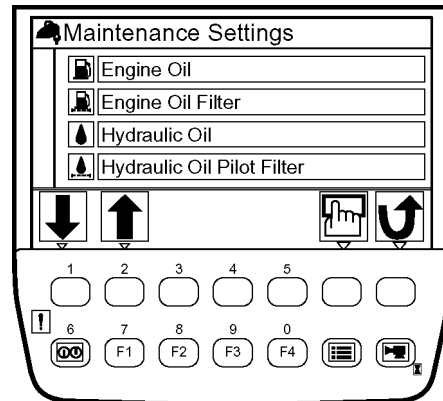 Maintenance Settings
Engine Oil
Engine Oil Filter
Hydraulic Oil
Hydraulic Oil Pilot Filter
1 2 3 4 5
! 6 7 8 9 0
F1 F2 F3 F4